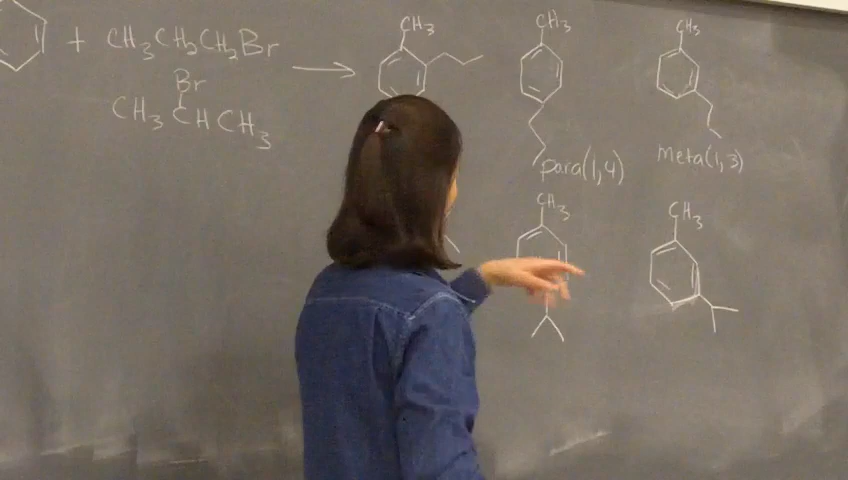 + CH₃CH₂CH₂Br →
Br
CH₃CHCH₃
CH₃
CH₃
CH₃
para(1,4)
meta(1,3)
CH₃
CH₃